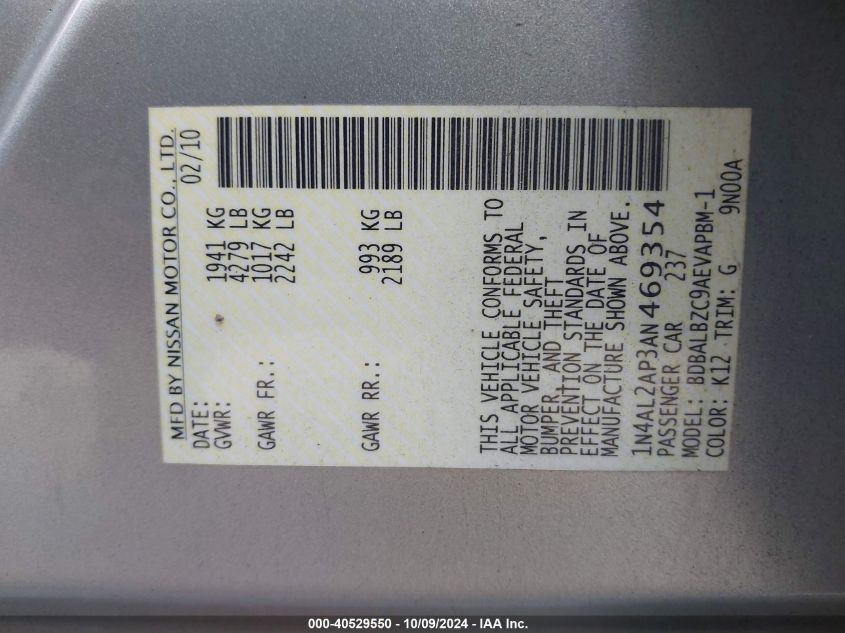 MFD BY NISSAN MOTOR CO., LTD.
DATE: 02/10
GVWR: 1941 KG
4279 LB
GAWR FR.: 1017 KG
2242 LB
GAWR RR.: 993 KG
2189 LB
THIS VEHICLE CONFORMS TO
ALL APPLICABLE FEDERAL
MOTOR VEHICLE SAFETY,
BUMPER, AND THEFT
PREVENTION STANDARDS IN
EFFECT ON THE DATE OF
MANUFACTURE SHOWN ABOVE.
1N4AL2AP3AN469354
PASSENGER CAR 237
MODEL: BDBALBZC9AEVAPBM-1
COLOR: K12 TRIM: G 9N00A
000-40529550 - 10/09/2024 - IAA Inc.